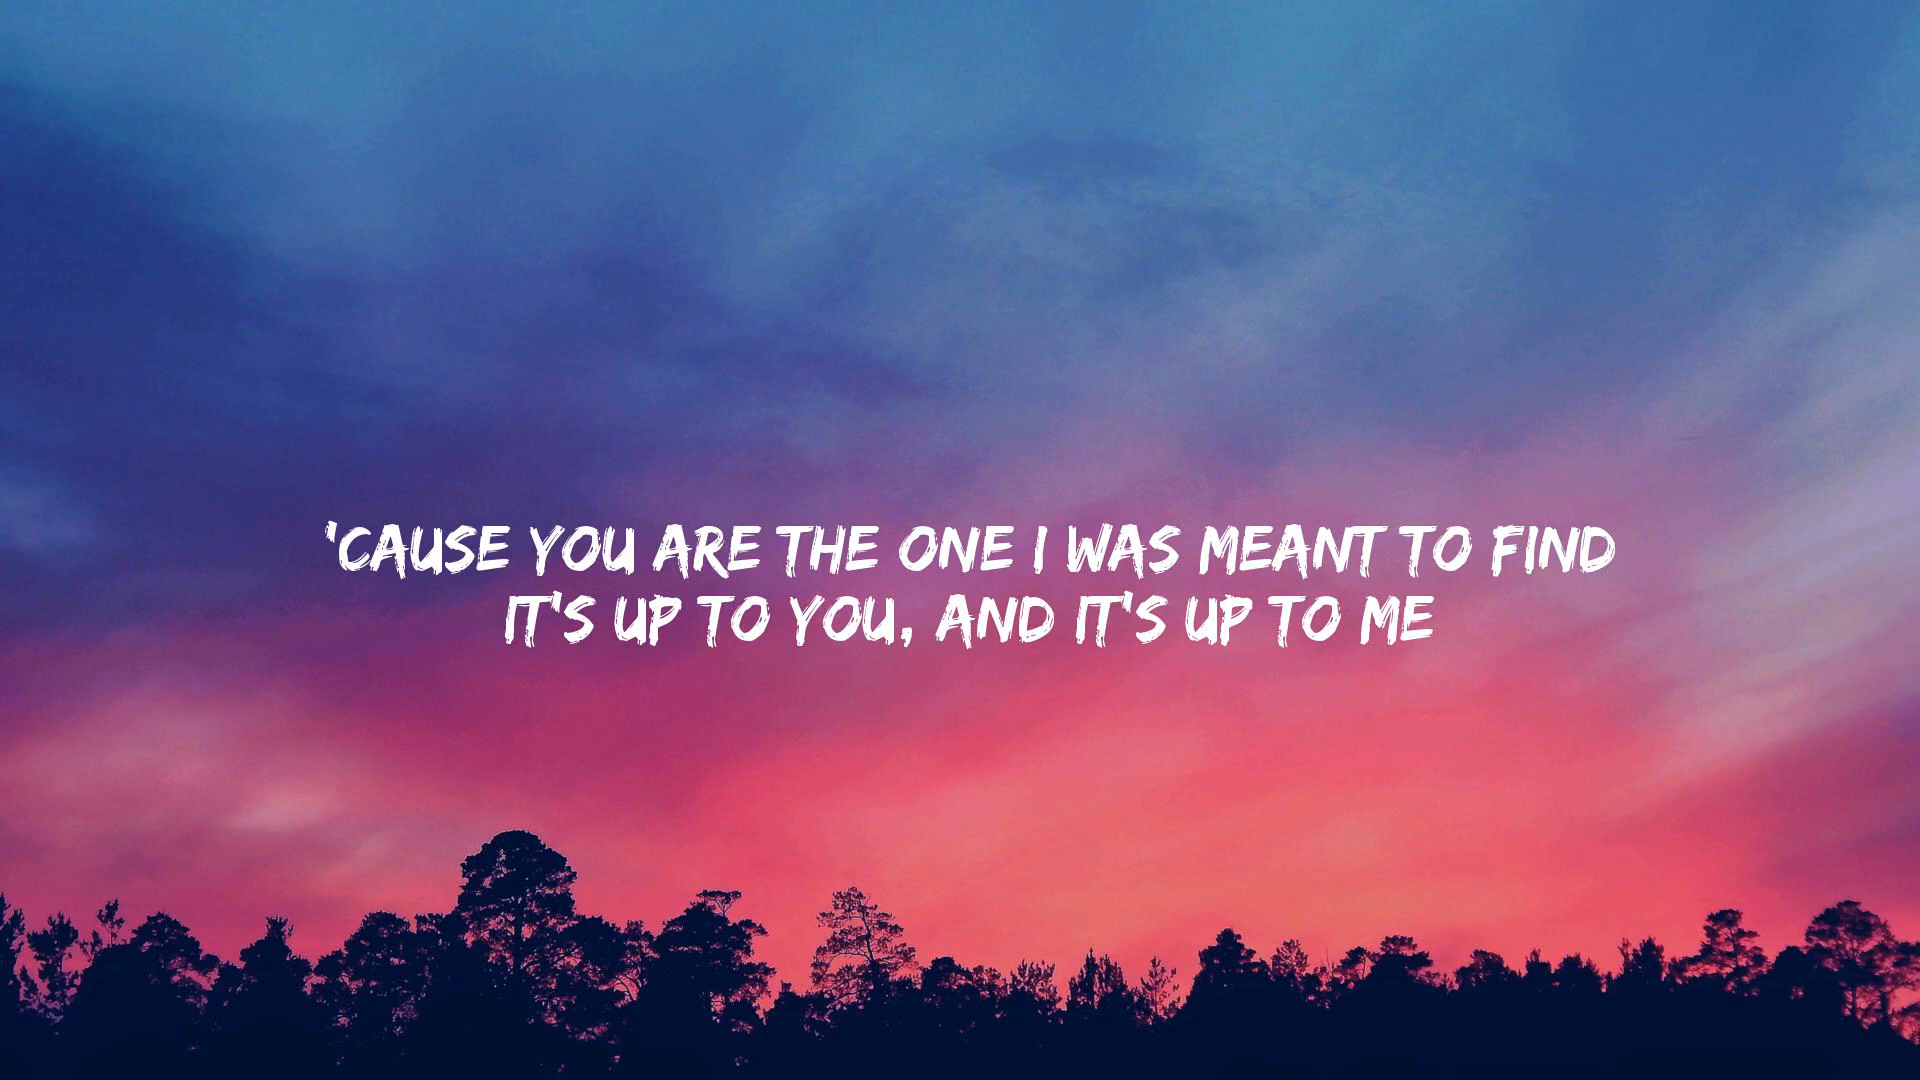 'CAUSE YOU ARE THE ONE I WAS MEANT TO FIND
IT'S UP TO YOU, AND IT'S UP TO ME